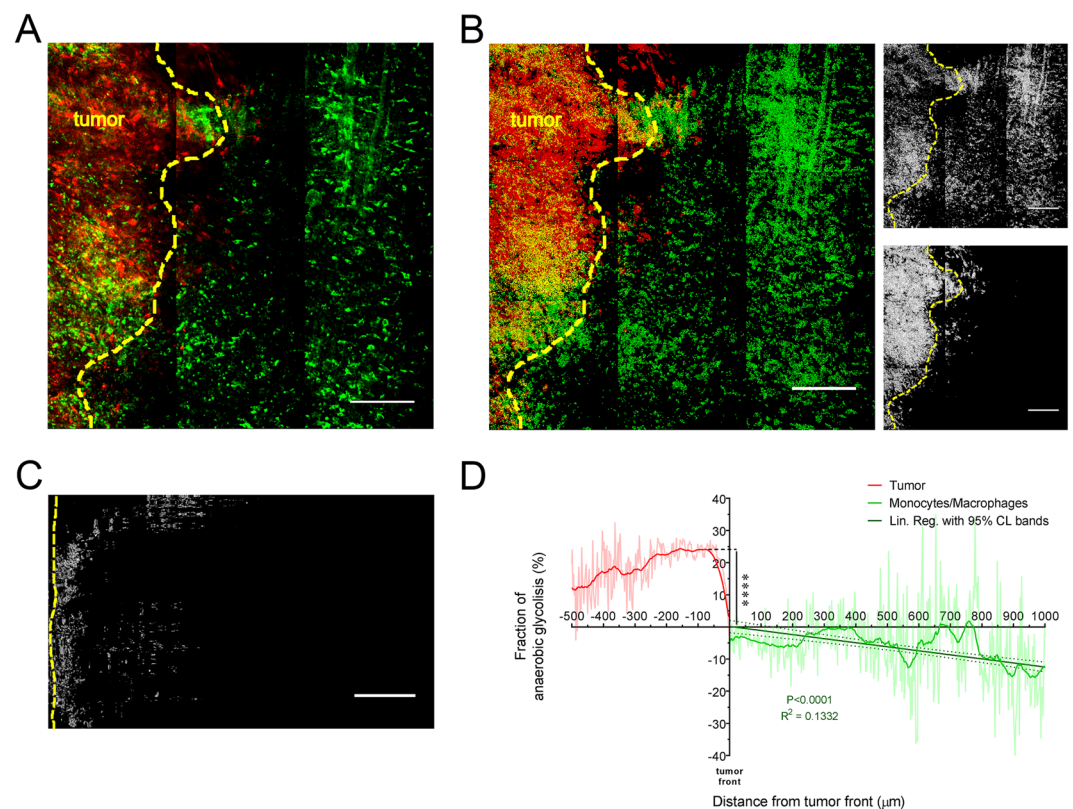 A
B
tumor
tumor
C
D
Tumor
Monocytes/Macrophages
Lin. Reg. with 95% CL bands
Fraction of
anaerobic glycolisis (%)
40
30
20
10
0
-10
-20
-30
-40
****
-500 -400 -300 -200 -100 100 200 300 400 500 600 700 800 900 1000
P<0.0001
R² = 0.1332
tumor
front
Distance from tumor front (μm)